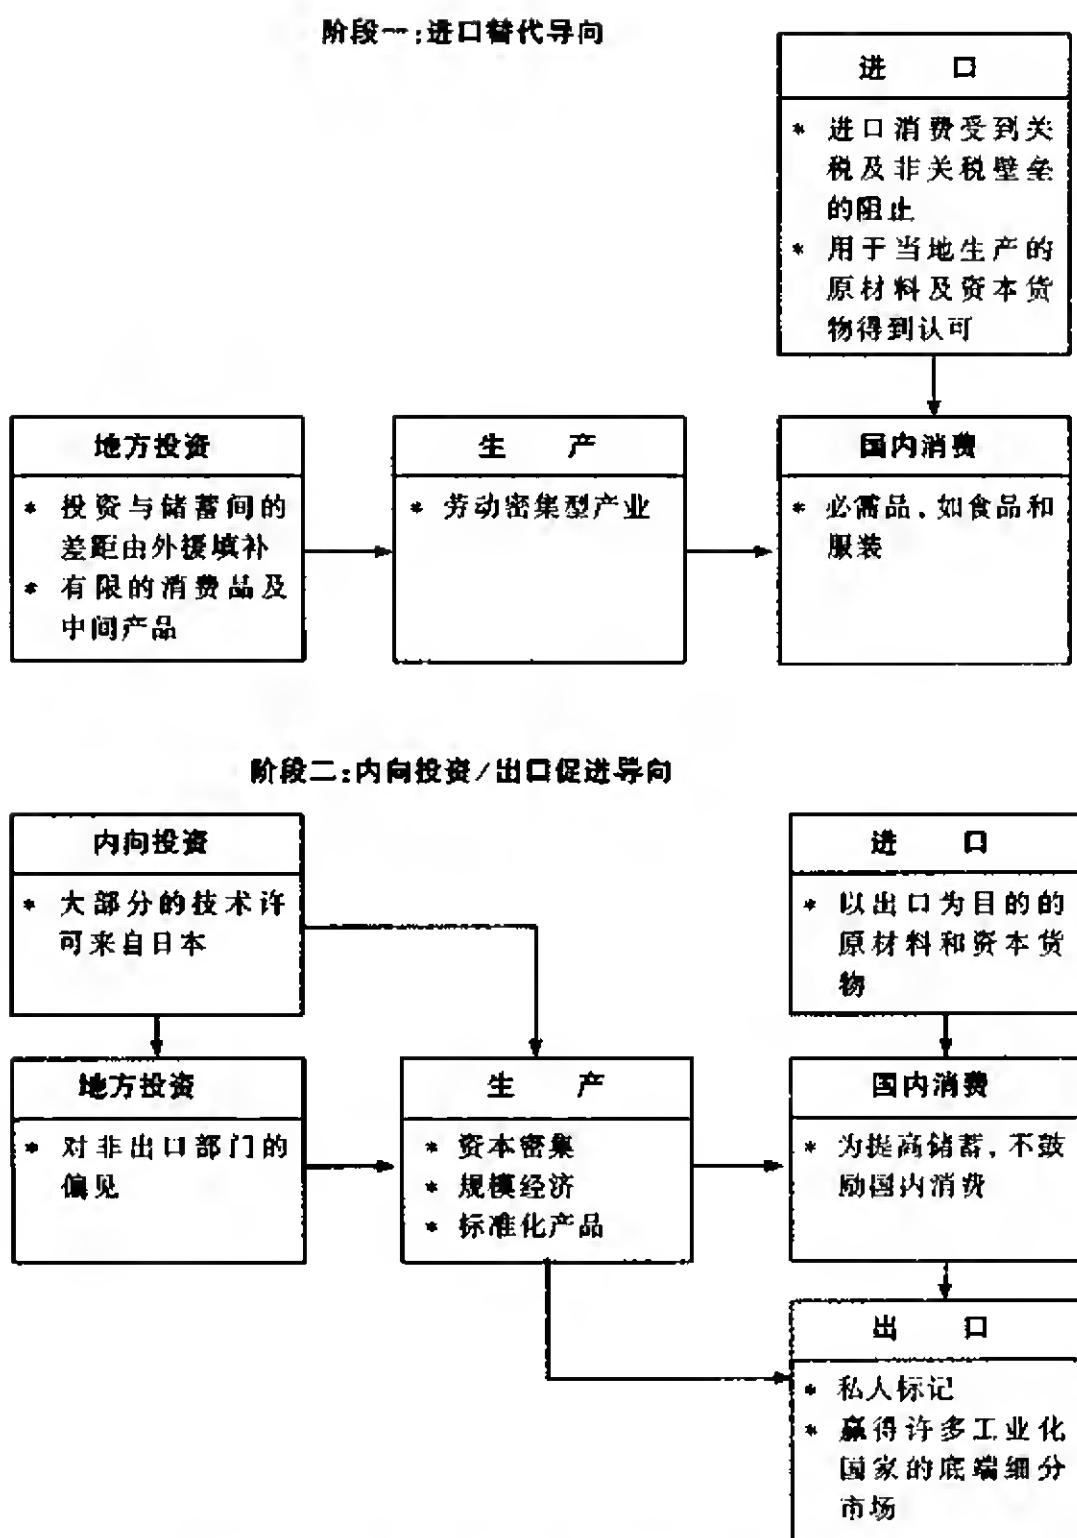 阶段一:进口替代导向
进 口
* 进口消费受到关
税及非关税壁垒
的阻止
* 用于当地生产的
原材料及资本货
物得到认可
地方投资
* 投资与储蓄间的
差距由外援填补
* 有限的消费品及
中间产品
生 产
* 劳动密集型产业
国内消费
* 必需品,如食品和
服装
阶段二:内向投资/出口促进导向
内向投资
* 大部分的技术许
可来自日本
进 口
* 以出口为目的的
原材料和资本货
物
地方投资
* 对非出口部门的
偏见
生 产
* 资本密集
* 规模经济
* 标准化产品
国内消费
* 为提高储蓄,不鼓
励国内消费
出 口
* 私人标记
* 赢得许多工业化
国家的底端细分
市场